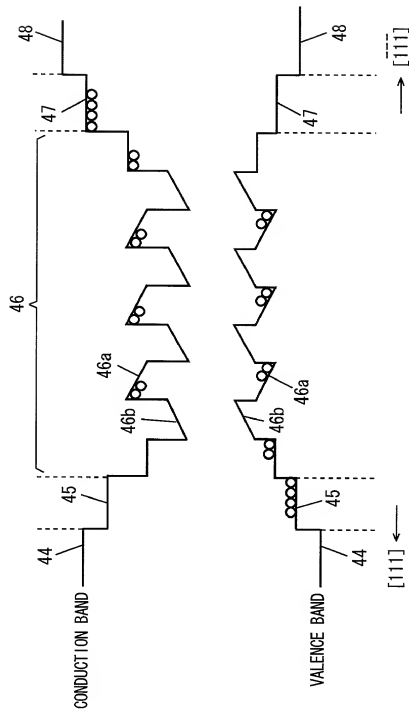 46
44
45
46b
46a
47
48
CONDUCTION BAND
44
45
46b
46a
47
48
VALENCE BAND
[111]
[1̅1̅1̅]